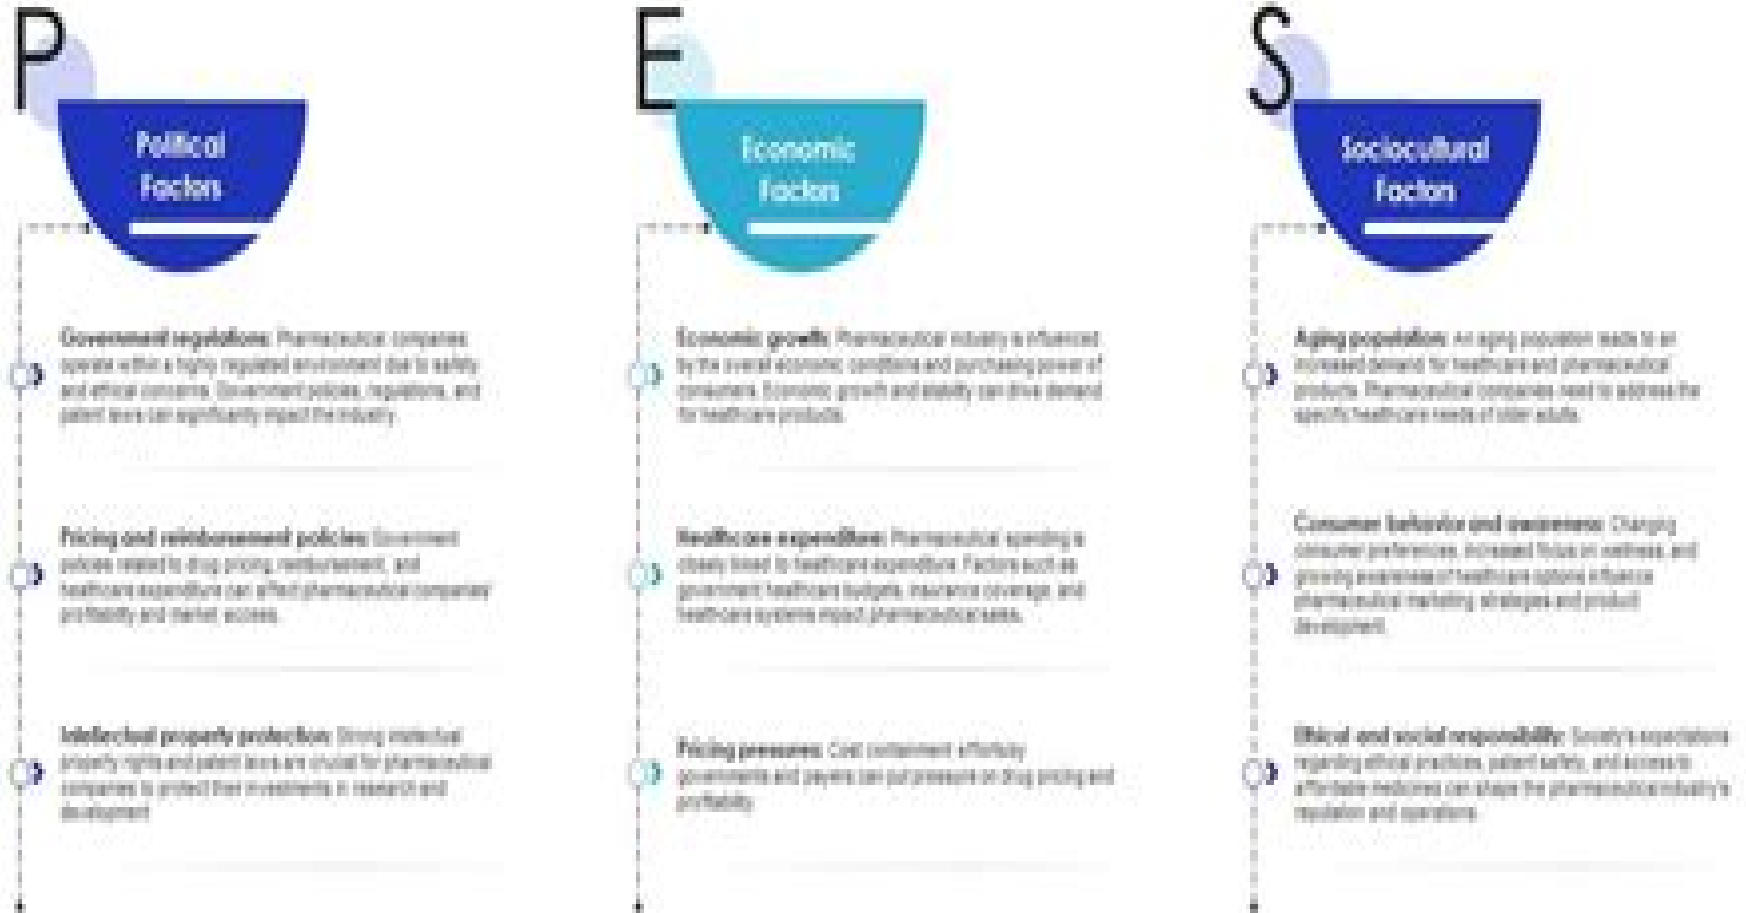 P
Political
Factors
Government regulations: Pharmaceutical companies
operate within a highly regulated environment due to safety
and ethical concerns. Government policies, regulations, and
patent laws can significantly impact the industry.
Pricing and reimbursement policies: Government
policies related to drug pricing, reimbursement, and
healthcare expenditure can affect pharmaceutical companies'
profitability and market access.
Intellectual property protection: Strong intellectual
property rights and patent laws are crucial for pharmaceutical
companies to protect their investments in research and
development
E
Economic
Factors
Economic growth: Pharmaceutical industry is influenced
by the overall economic conditions and purchasing power of
consumers. Economic growth and stability can drive demand
for healthcare products.
Healthcare expenditure: Pharmaceutical spending is
closely linked to healthcare expenditure. Factors such as
government healthcare budgets, insurance coverage, and
healthcare systems impact pharmaceutical sales.
Pricing pressures: Cost containment efforts by
governments and payers can put pressure on drug pricing and
profitability
S
Sociocultural
Factors
Aging population: An aging population leads to an
increased demand for healthcare and pharmaceutical
products. Pharmaceutical companies need to address the
specific healthcare needs of older adults.
Consumer behavior and awareness: Changing
consumer preferences, increased focus on wellness, and
growing awareness of healthcare options influence
pharmaceutical marketing strategies and product
development.
Ethical and social responsibility: Society's expectations
regarding ethical practices, patient safety, and access to
affordable medicines can shape the pharmaceutical industry's
reputation and operations.